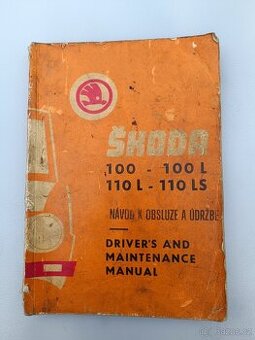 ŠKODA
100 - 100 L
110 L - 110 LS
NÁVOD K OBSLUZE A ÚDRŽBĚ
DRIVER'S AND
MAINTENANCE
MANUAL